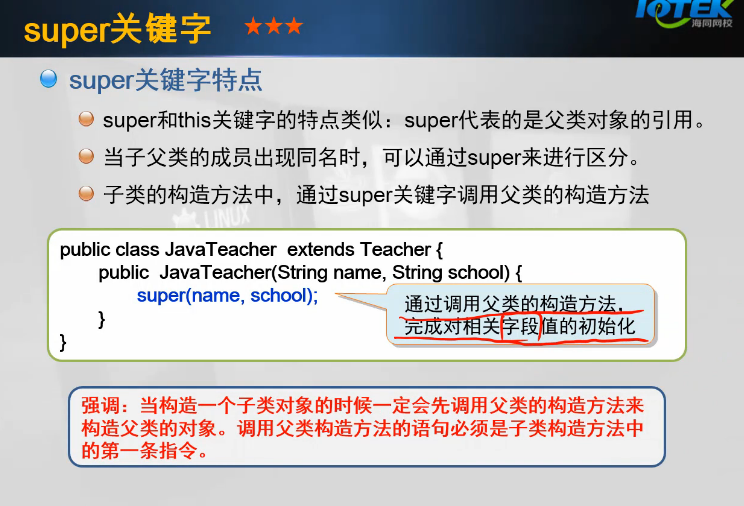 super关键字 ★★★
IOTEK
海同网校
super关键字特点
super和this关键字的特点类似：super代表的是父类对象的引用。
当子父类的成员出现同名时，可以通过super来进行区分。
子类的构造方法中，通过super关键字调用父类的构造方法
LINUX
public class JavaTeacher extends Teacher {
public JavaTeacher(String name, String school) {
super(name, school);
}
}
通过调用父类的构造方法，
完成对相关字段值的初始化
强调：当构造一个子类对象的时候一定会先调用父类的构造方法来
构造父类的对象。调用父类构造方法的语句必须是子类构造方法中
的第一条指令。